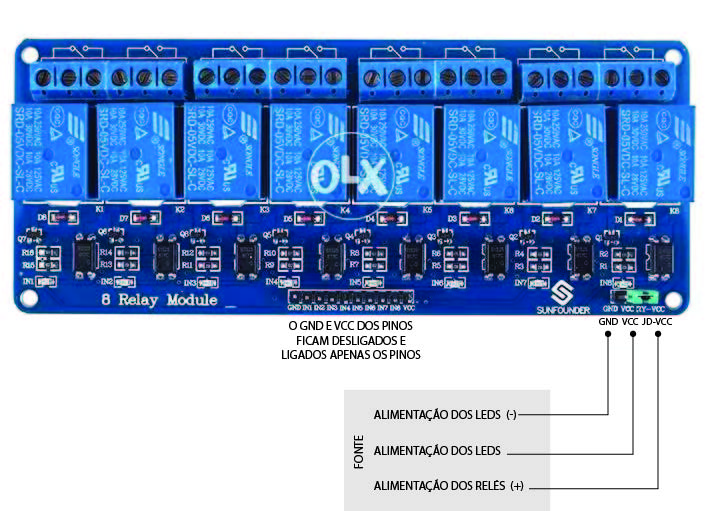 10A 250VAC 10A 125VAC
10A 30VDC 10A 28VDC
SRD-05VDC-SL-C
SONGLE
OLX
K1 K2 K3 K4 K5 K6 K7 K8
D8 D7 D6 D5 D4 D3 D2 D1
Q7 Q8 Q6 Q5 Q4 Q3 Q2 Q1
R16 R14 R12 R10 R8 R6 R4 R2
R15 R13 R11 R9 R3 R1
IN1 IN2 IN3 IN4 IN5 IN6 IN7 IN8
8 Relay Module
GND IN1 IN2 IN3 IN4 IN5 IN6 IN7 IN8 VCC
SUNFOUNDER
GND VCC
GND VCC JD-VCC
O GND E VCC DOS PINOS
FICAM DESLIGADOS E
LIGADOS APENAS OS PINOS
FONTE
ALIMENTAÇÃO DOS LEDS (-)
ALIMENTAÇÃO DOS LEDS
ALIMENTAÇÃO DOS RELÉS (+)